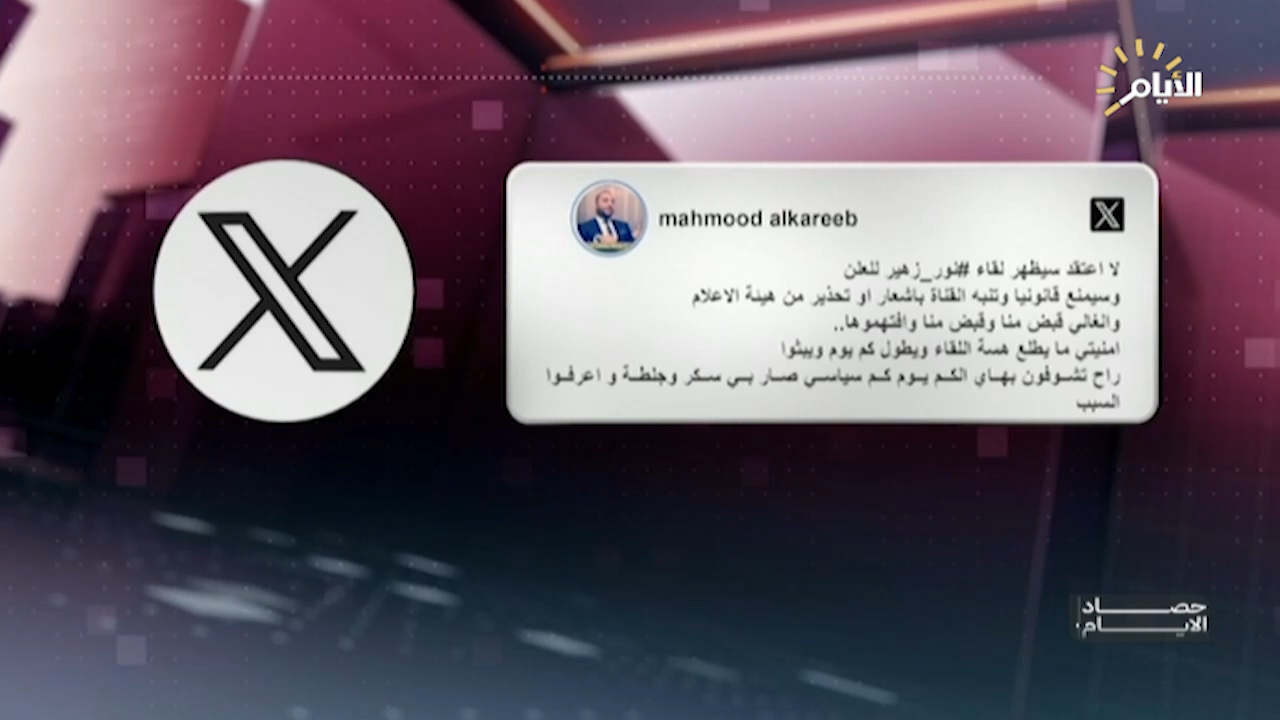 الأيام
mahmood alkareeb
لا اعتقد سيظهر لقاء #نور_زهير للعلن
وسيمنع قانونيا وتنبه القناة باشعار او تحذير من هيئة الاعلام
والغالي قبض منا وقبض منا وافتهموها..
امنيتي ما يطلع هسة اللقاء ويطول كم يوم ويبثوا
راح تشوفون بهاي الكم يوم كم سياسي صار بي سكر وجلطة و اعرفوا
السبب
حصاد
الايام